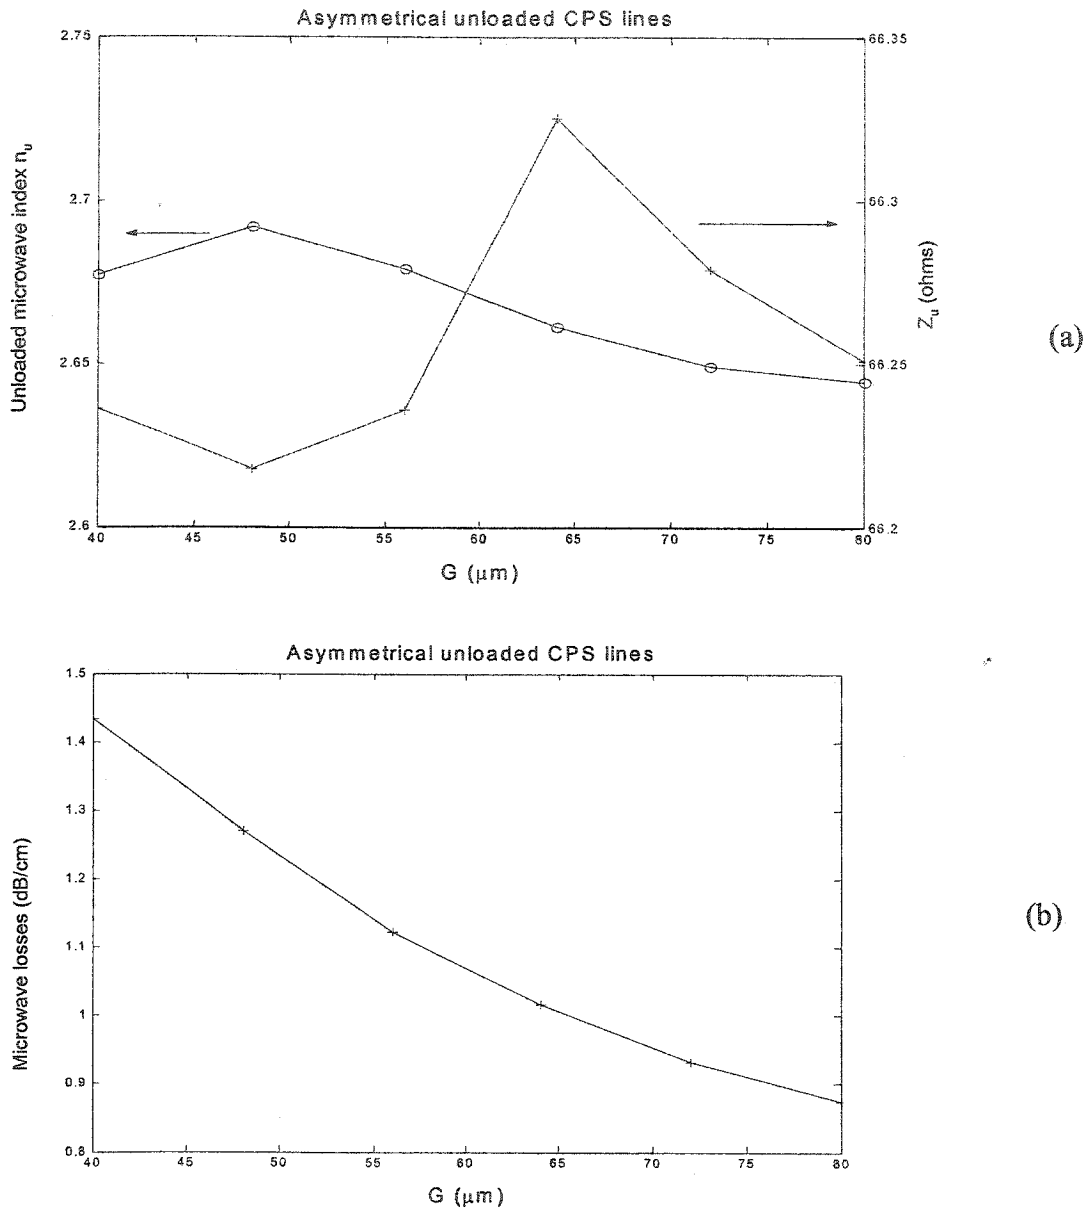 Asymmetrical unloaded CPS lines
2.75
2.7
2.65
2.6
Unloaded microwave index nu
66.35
66.3
66.25
66.2
Zu (ohms)
40 45 50 55 60 65 70 75 80
G (μm)
(a)
Asymmetrical unloaded CPS lines
1.5
1.4
1.3
1.2
1.1
1
0.9
0.8
Microwave losses (dB/cm)
40 45 50 55 60 65 70 75 80
G (μm)
(b)